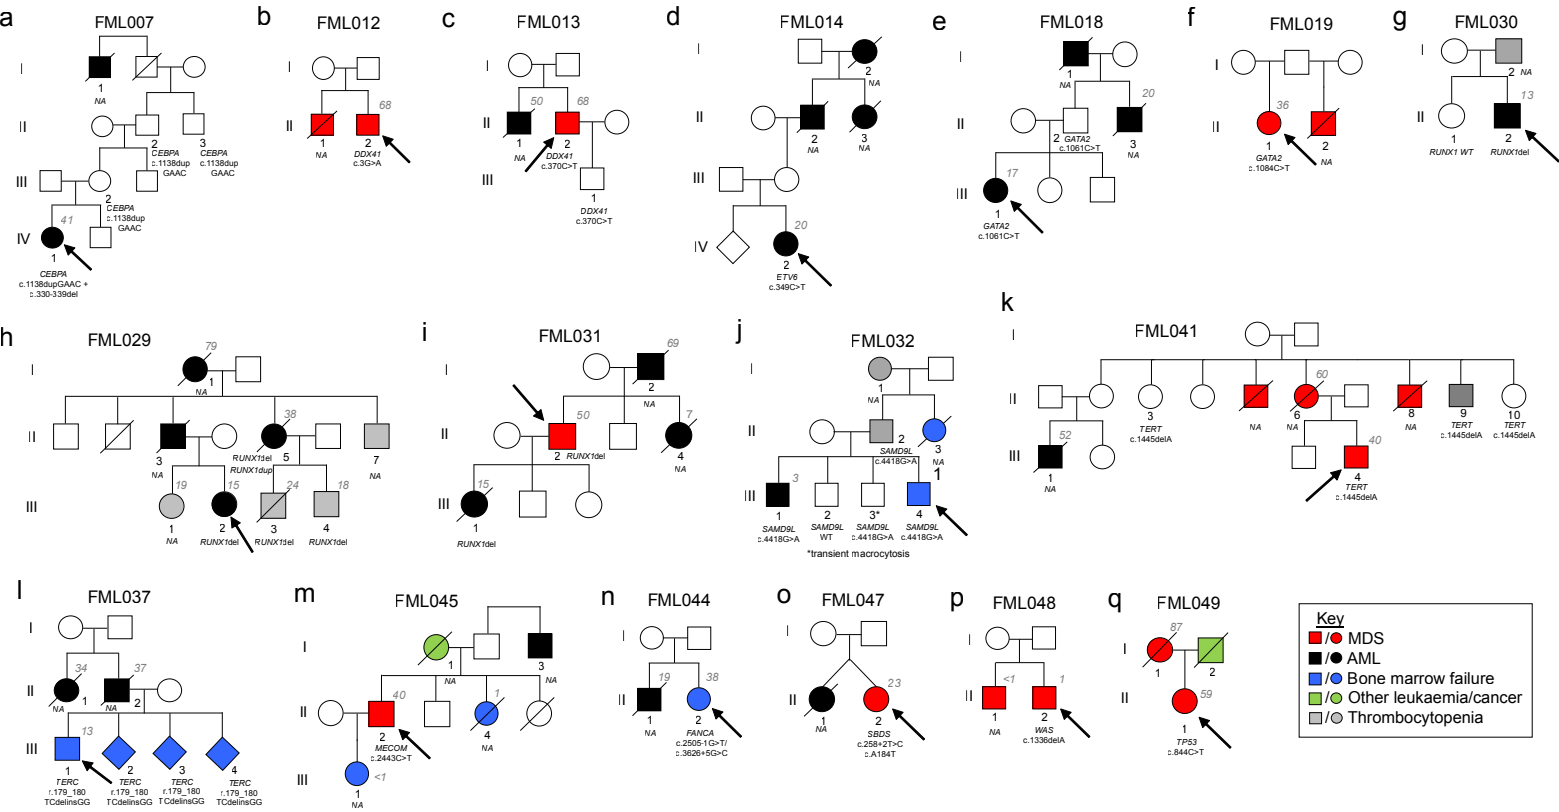 a
FML007
I
1
NA
II
2
CEBPA
c.1138dup
GAAC
3
CEBPA
c.1138dup
GAAC
III
2
CEBPA
c.1138dup
GAAC
IV
41
1
CEBPA
c.1138dupGAAC +
c.330-339del
b
FML012
I
II
68
1
NA
2
DDX41
c.3G>A
c
FML013
I
II
50
68
1
NA
2
DDX41
c.370C>T
III
1
DDX41
c.370C>T
d
FML014
I
2
NA
II
2
NA
3
NA
III
IV
20
2
ETV6
c.349C>T
e
FML018
I
1
NA
II
20
2
GATA2
c.1061C>T
3
NA
III
17
1
GATA2
c.1061C>T
f
FML019
I
II
36
1
GATA2
c.1084C>T
2
NA
g
FML030
I
2
NA
II
13
1
RUNX1 WT
2
RUNX1del
h
FML029
I
79
1
NA
II
38
3
NA
RUNX1del
RUNX1dup
5
7
NA
III
19
15
24
18
1
NA
2
RUNX1del
3
RUNX1del
4
RUNX1del
i
FML031
I
69
2
NA
II
50
7
2
RUNX1del
4
NA
III
15
1
RUNX1del
j
FML032
I
1
NA
II
2
SAMD9L
c.4418G>A
3
NA
III
3
1
1
SAMD9L
c.4418G>A
2
SAMD9L
WT
3*
SAMD9L
c.4418G>A
4
SAMD9L
c.4418G>A
*transient macrocytosis
k
FML041
I
II
60
3
TERT
c.1445delA
NA
6
NA
8
NA
9
TERT
c.1445delA
10
TERT
c.1445delA
III
52
40
1
NA
4
TERT
c.1445delA
l
FML037
I
II
34
37
1
NA
2
NA
III
13
1
TERC
r.179_180
TCdelinsGG
2
TERC
r.179_180
TCdelinsGG
3
TERC
r.179_180
TCdelinsGG
4
TERC
r.179_180
TCdelinsGG
m
FML045
I
1
NA
3
NA
II
40
1
2
MECOM
c.2443C>T
4
NA
III
<1
1
NA
n
FML044
I
II
19
38
1
NA
2
FANCA
c.2505-1G>T/
c.3626+5G>C
o
FML047
I
II
23
1
NA
2
SBDS
c.258+2T>C
c.A184T
p
FML048
I
II
<1
1
1
NA
2
WAS
c.1336delA
q
FML049
I
87
1
2
II
59
1
TP53
c.844C>T
Key
/ MDS
/ AML
/ Bone marrow failure
/ Other leukaemia/cancer
/ Thrombocytopenia